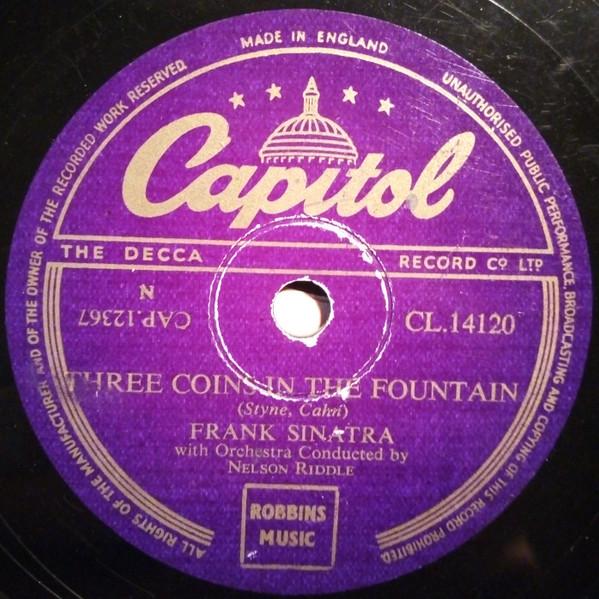 MADE IN ENGLAND
ALL RIGHTS OF THE MANUFACTURER AND OF THE OWNER OF THE RECORDED WORK RESERVED.
UNAUTHORISED PUBLIC PERFORMANCE, BROADCASTING AND COPYING OF THIS RECORD PROHIBITED.
Capitol
THE DECCA RECORD Cº LTD
N
CAP.12367
CL.14120
THREE COINS IN THE FOUNTAIN
(Styne, Cahn)
FRANK SINATRA
with Orchestra Conducted by
NELSON RIDDLE
ROBBINS
MUSIC